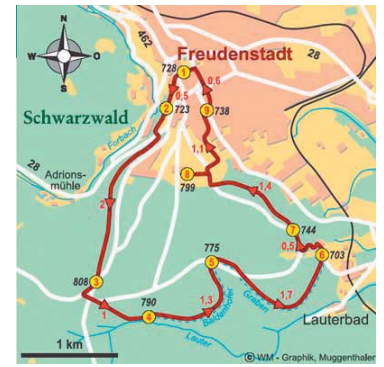 N
W
O
S
462
Freudenstadt
28
728
1
0,5
0,6
2
723
9
738
Schwarzwald
Forbach
1,1
28
Adrions-
mühle
8
799
1,4
2
7
744
0,5
6
703
775
5
808
3
1
790
4
1,3
Baldenhofer
Graben
1,7
Lauter
Lauterbad
1 km
© WM - Graphik, Muggenthaler